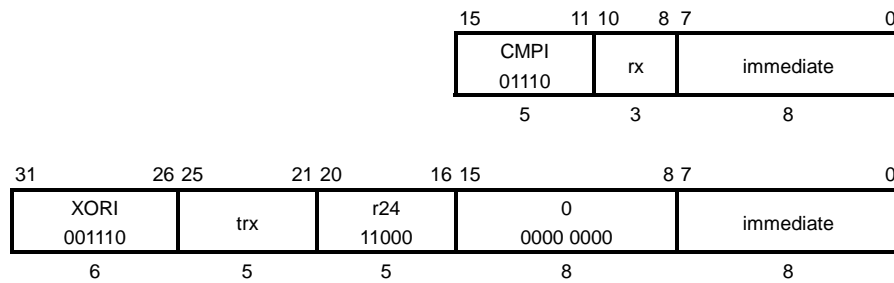 15 11 10 8 7 0
CMPI rx immediate
01110
5 3 8
31 26 25 21 20 16 15 8 7 0
XORI trx r24 0 immediate
001110 11000 0000 0000
6 5 5 8 8